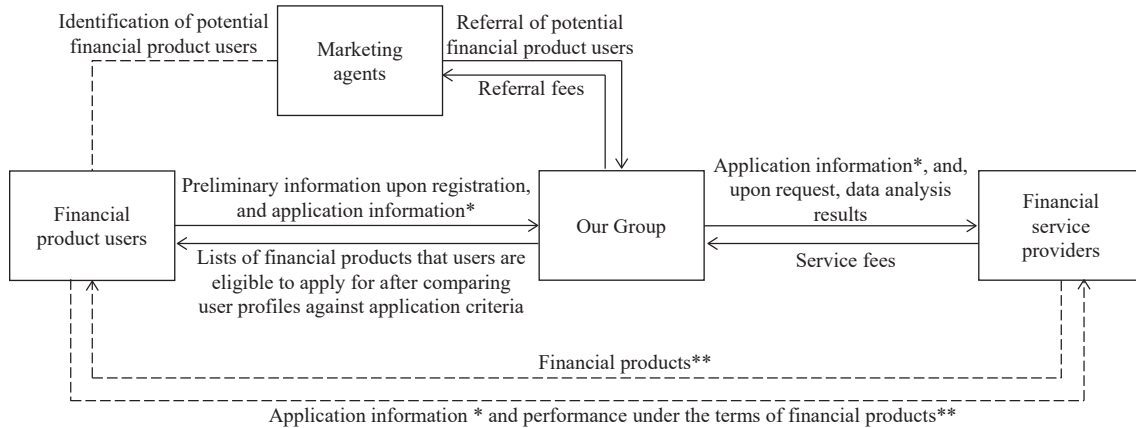 Identification of potential
financial product users
Marketing
agents
Referral of potential
financial product users
Referral fees
Financial
product users
Preliminary information upon registration,
and application information*
Lists of financial products that users are
eligible to apply for after comparing
user profiles against application criteria
Our Group
Application information*, and,
upon request, data analysis
results
Service fees
Financial
service
providers
Financial products**
Application information * and performance under the terms of financial products**